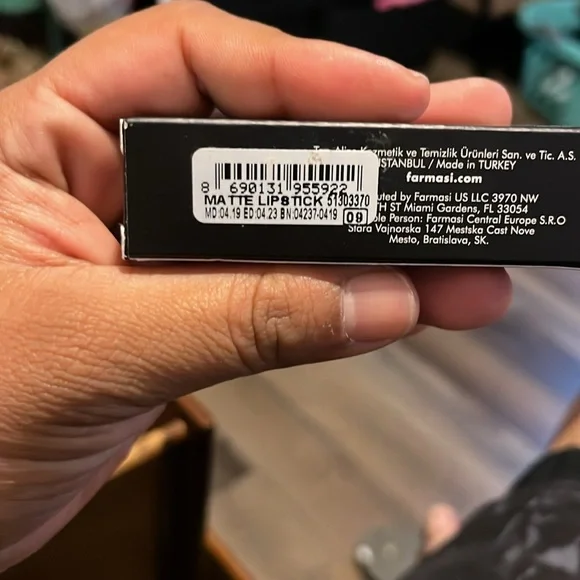 8 690131 955922
MATTE LIPSTICK 51303370
MD:04.19 ED:04.23 BN:04237-0419 09
Kozmetik ve Temizlik Ürünleri San. ve Tic. A.S.
ISTANBUL / Made in TURKEY
farmasi.com
uted by Farmasi US LLC 3970 NW
TH ST Miami Gardens, FL 33054
ble Person: Farmasi Central Europe S.R.O
Stara Vajnorska 147 Mestska Cast Nove
Mesto, Bratislava, SK.